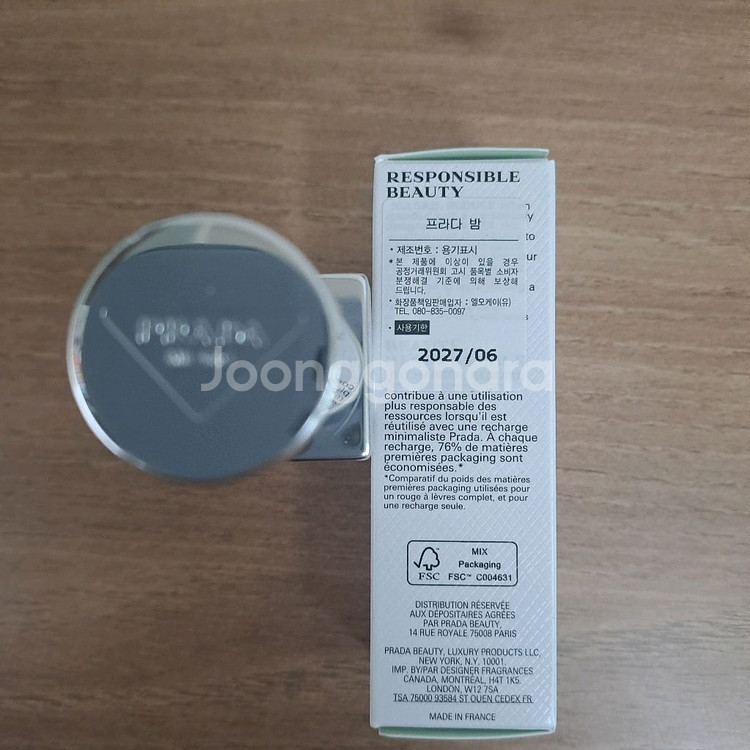 RESPONSIBLE
BEAUTY
프라다 밤
• 제조번호 : 용기표시
*본 제품에 이상이 있을 경우
공정거래위원회 고시 품목별 소비자
분쟁해결 기준에 의해 보상해
드립니다.
• 화장품책임판매업자 : 엘오케이(유)
TEL. 080-835-0097
• 사용기한
2027/06
Joonggonara
contribue à une utilisation
plus responsable des
ressources lorsqu'il est
réutilisé avec une recharge
minimaliste Prada. À chaque
recharge, 76% de matières
premières packaging sont
économisées.*
*Comparatif du poids des matières
premières packaging utilisées pour
un rouge à lèvres complet, et pour
une recharge seule.
MIX
Packaging
FSC FSC™ C004631
DISTRIBUTION RÉSERVÉE
AUX DÉPOSITAIRES AGRÉÉS
PAR PRADA BEAUTY,
14 RUE ROYALE 75008 PARIS
PRADA BEAUTY, LUXURY PRODUCTS LLC,
NEW YORK, N.Y. 10001.
IMP. BY/PAR DESIGNER FRAGRANCES
CANADA, MONTRÉAL, H4T 1K5.
LONDON, W12 7SA
TSA 75000 93584 ST OUEN CEDEX FR.
MADE IN FRANCE